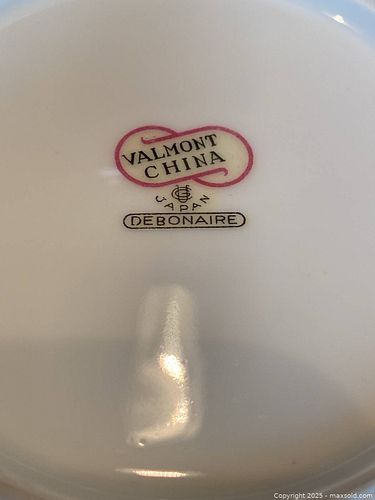 VALMONT
CHINA
JAPAN
DEBONAIRE
Copyright 2025 - maxsold.com